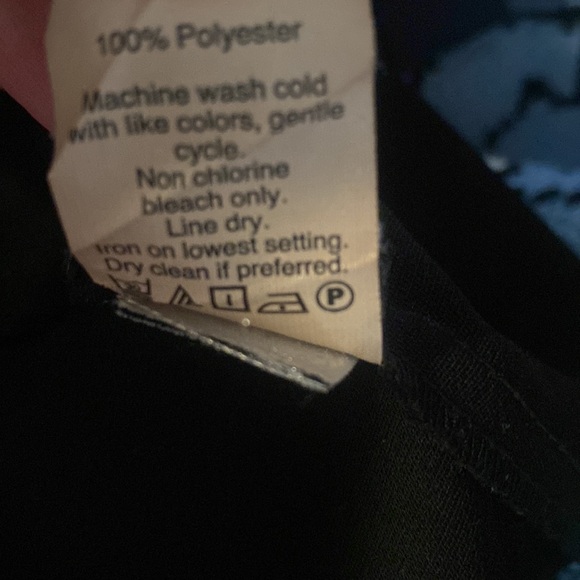 100% Polyester
Machine wash cold
with like colors, gentle
cycle.
Non chlorine
bleach only.
Line dry.
Iron on lowest setting.
Dry clean if preferred.
P